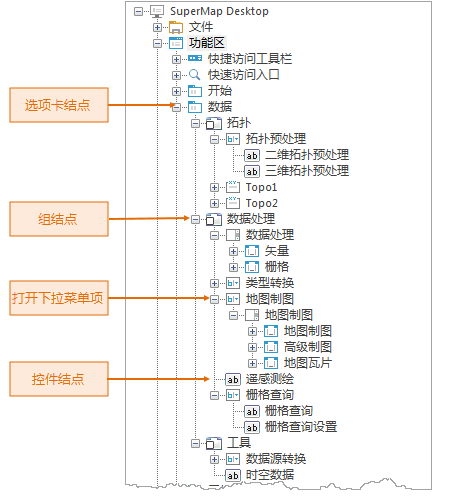 SuperMap Desktop
文件
功能区
快捷访问工具栏
快速访问入口
开始
选项卡结点
数据
拓扑
ab 拓扑预处理
ab 二维拓扑预处理
ab 三维拓扑预处理
Topo1
Topo2
组结点
数据处理
数据处理
矢量
栅格
类型转换
打开下拉菜单项
地图制图
地图制图
地图制图
高级制图
地图瓦片
控件结点
ab 遥感测绘
栅格查询
ab 栅格查询
ab 栅格查询设置
工具
数据源转换
ab 时空数据